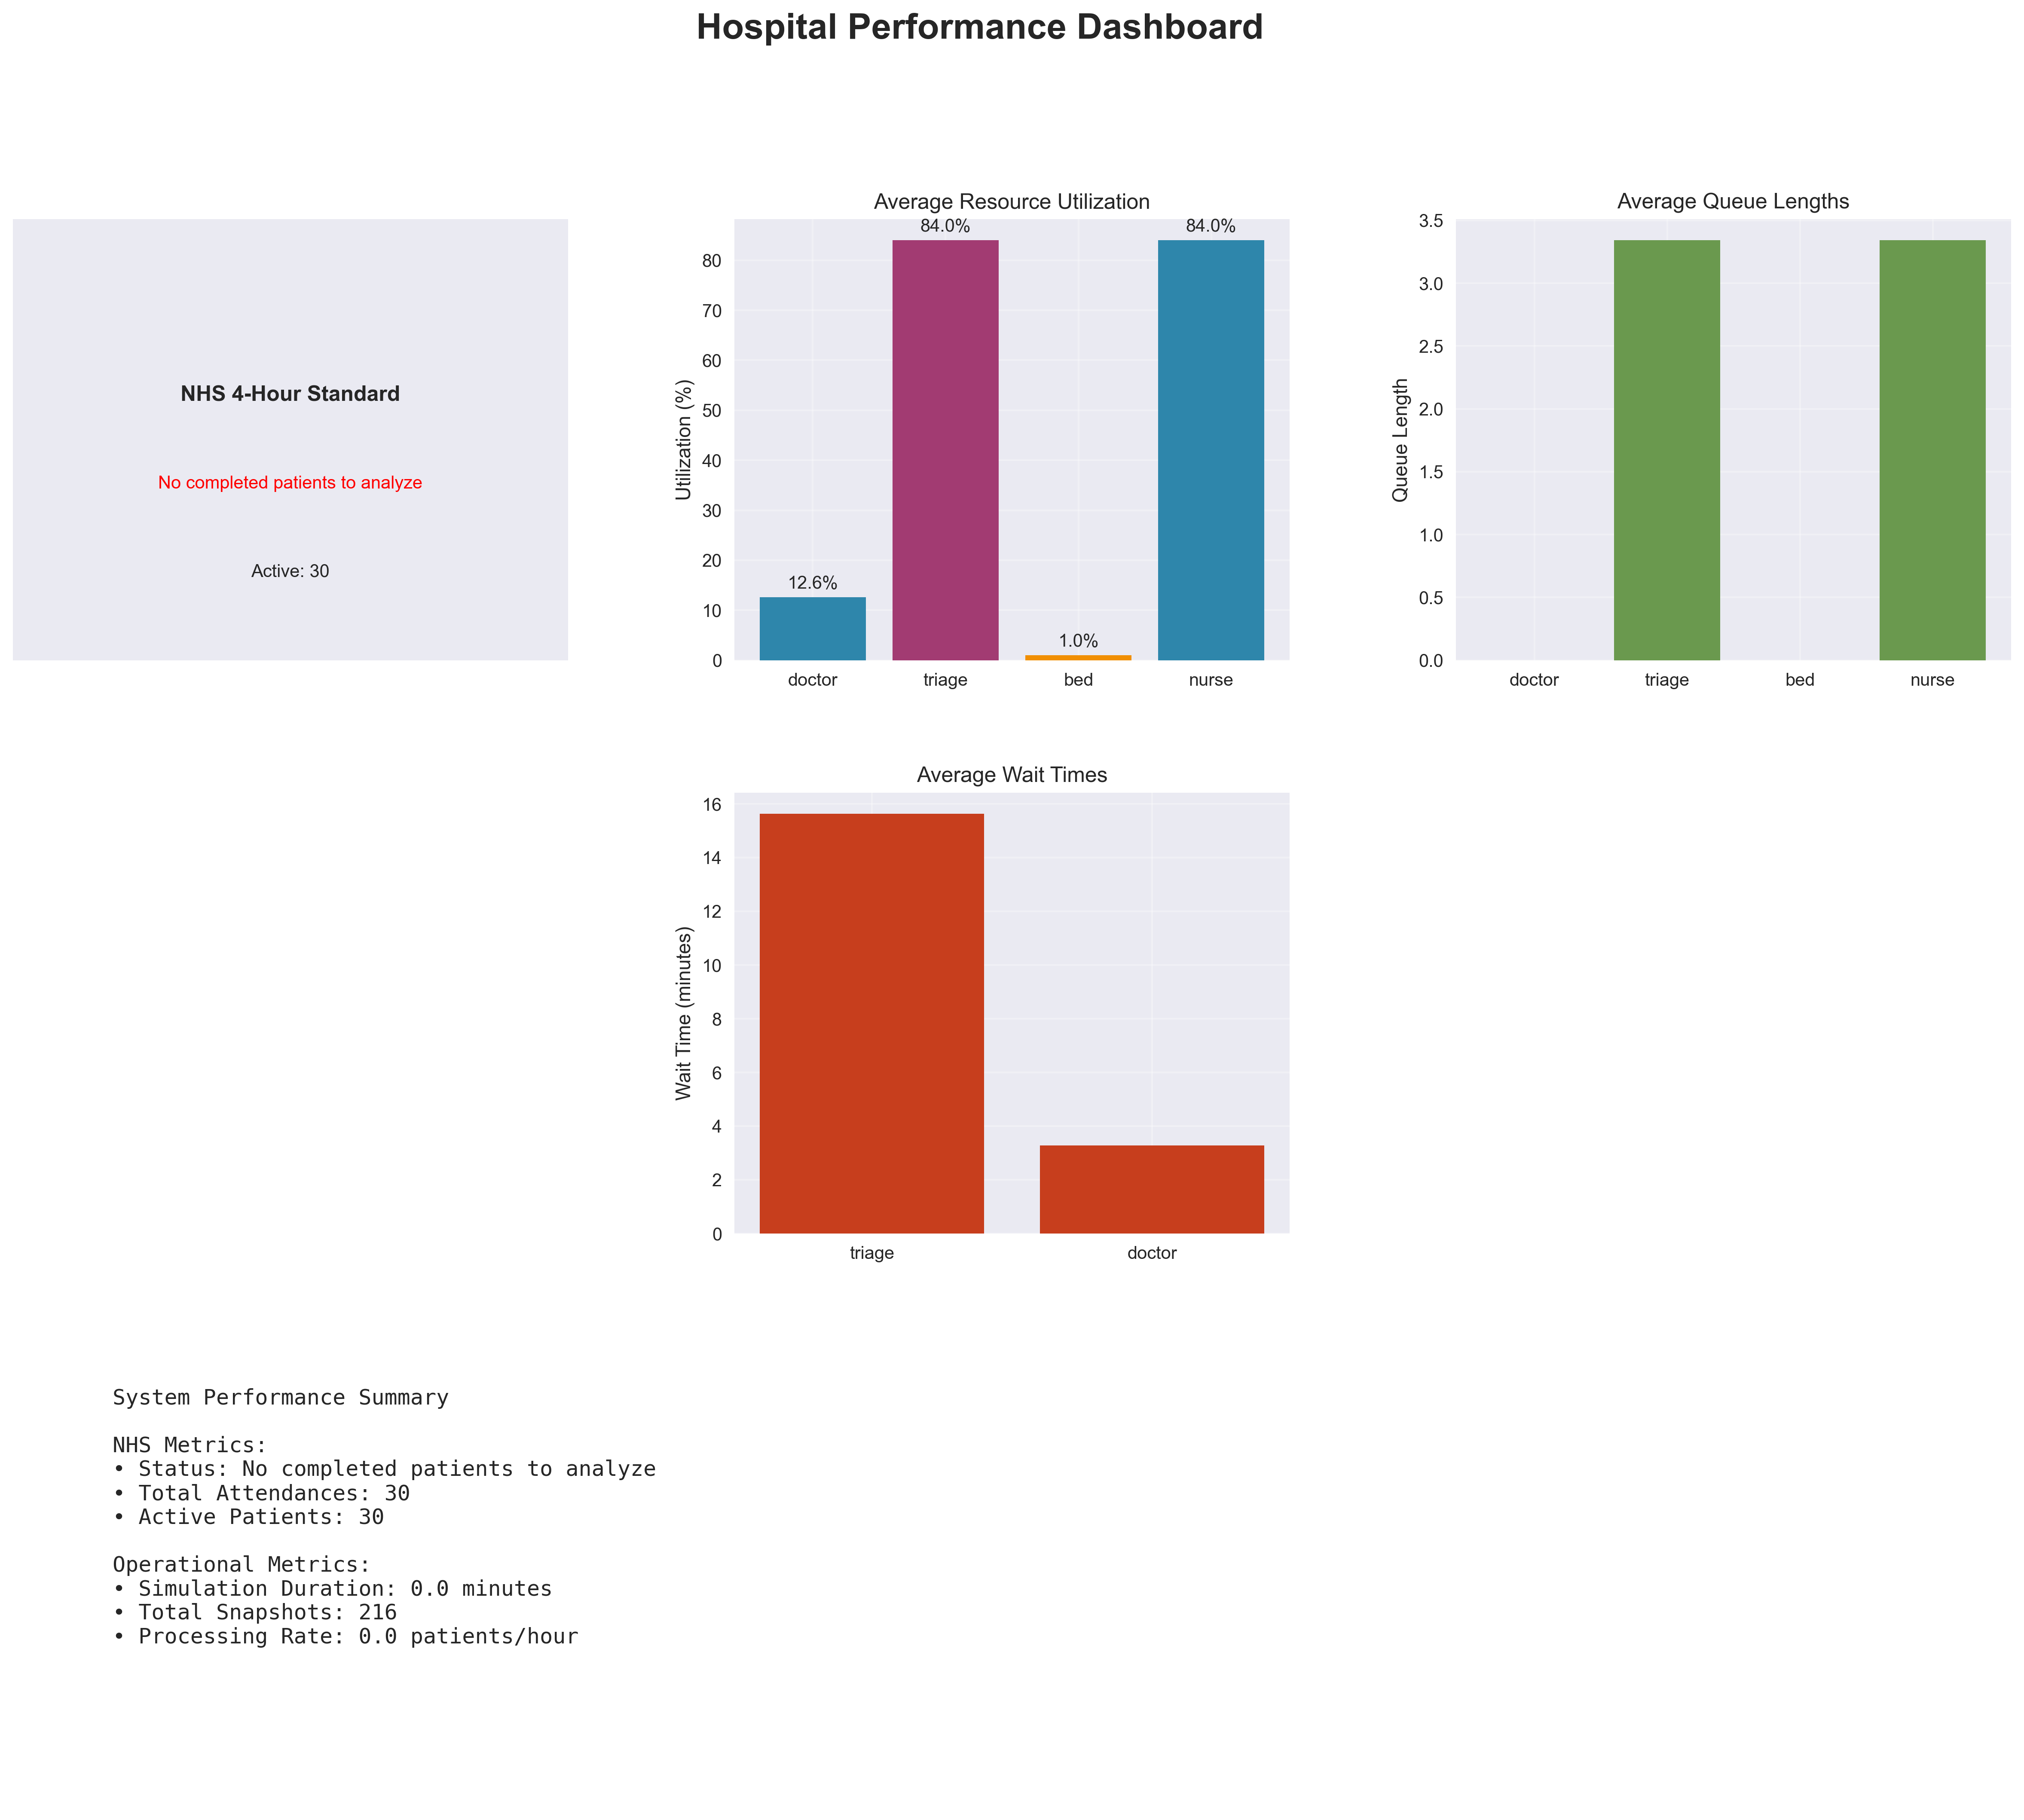 Hospital Performance Dashboard
NHS 4-Hour Standard
No completed patients to analyze
Active: 30
Average Resource Utilization
Utilization (%)
80
70
60
50
40
30
20
10
0
12.6%
84.0%
1.0%
84.0%
doctor
triage
bed
nurse
Average Queue Lengths
Queue Length
3.5
3.0
2.5
2.0
1.5
1.0
0.5
0.0
doctor
triage
bed
nurse
Average Wait Times
Wait Time (minutes)
16
14
12
10
8
6
4
2
0
triage
doctor
System Performance Summary
NHS Metrics:
• Status: No completed patients to analyze
• Total Attendances: 30
• Active Patients: 30
Operational Metrics:
• Simulation Duration: 0.0 minutes
• Total Snapshots: 216
• Processing Rate: 0.0 patients/hour